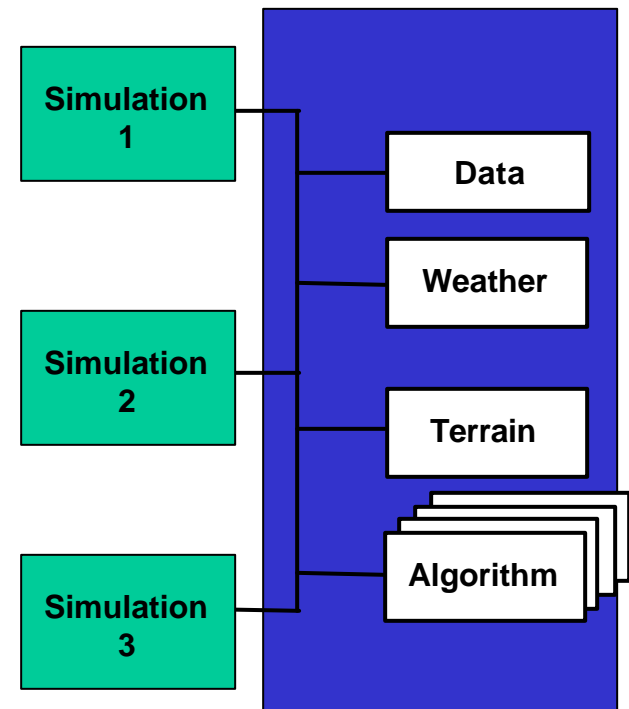 Simulation
1
Data
Weather
Simulation
2
Terrain
Algorithm
Simulation
3